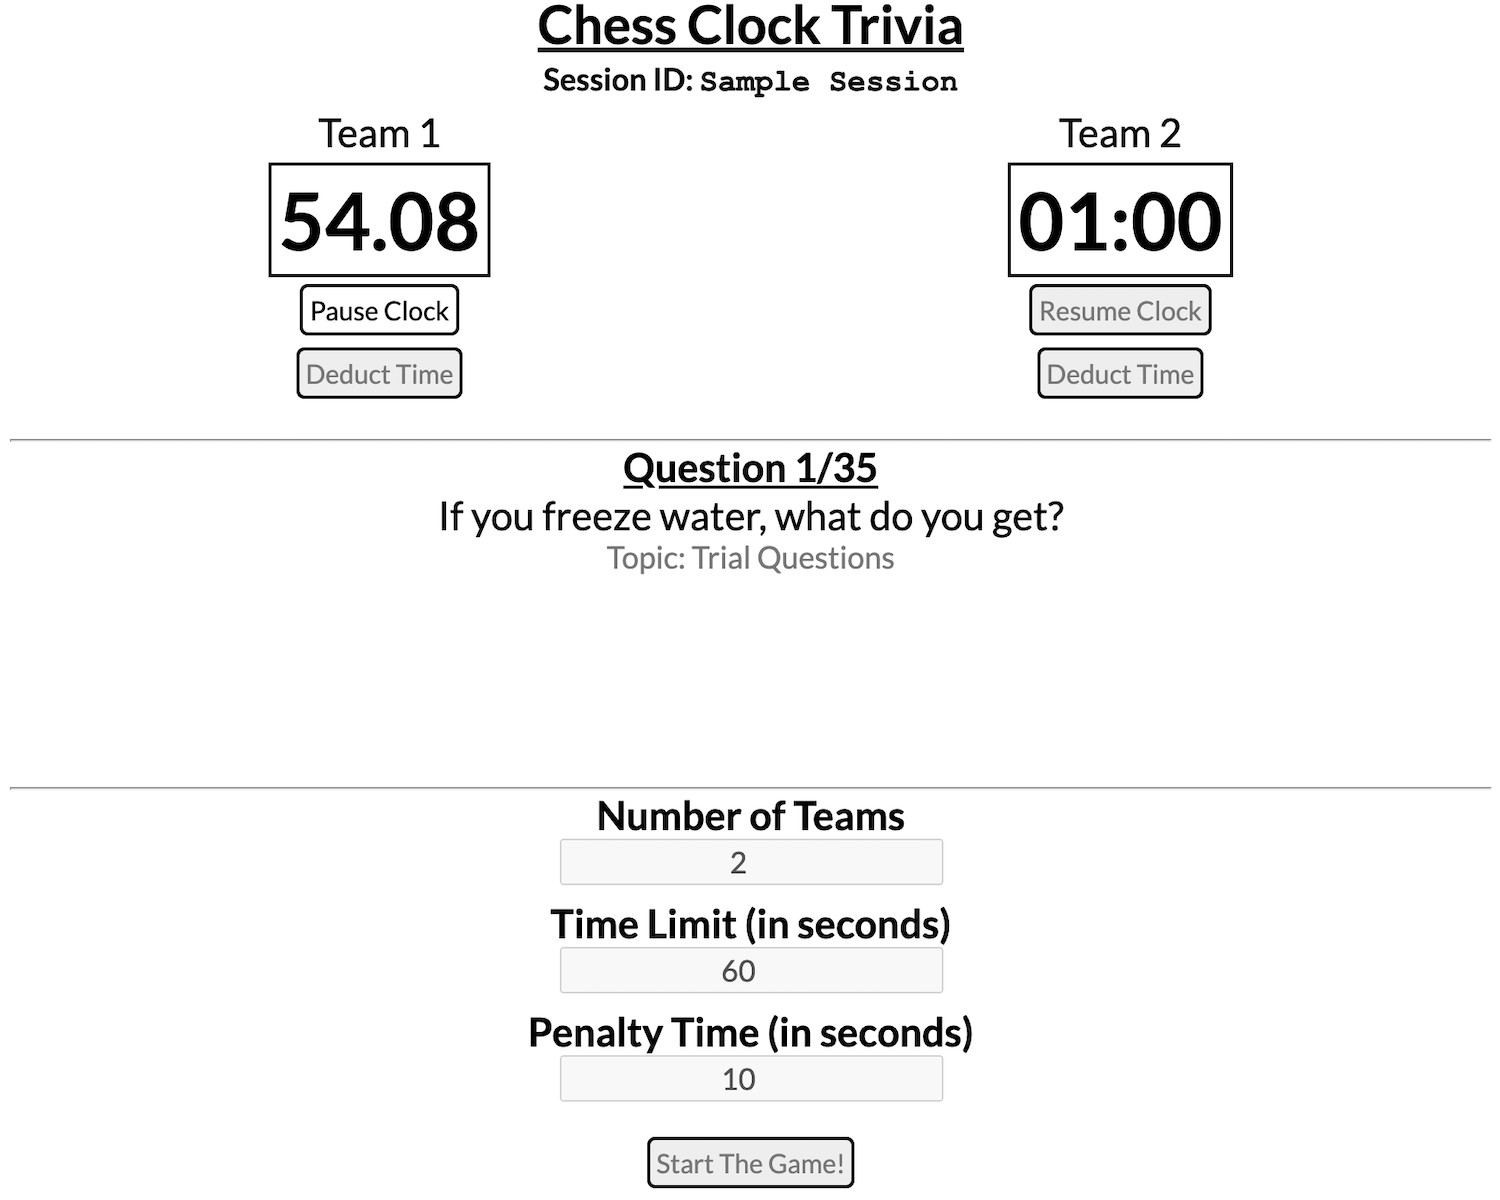 Chess Clock Trivia
Session ID: Sample Session
Team 1
54.08
Pause Clock
Deduct Time
Team 2
01:00
Resume Clock
Deduct Time
Question 1/35
If you freeze water, what do you get?
Topic: Trial Questions
Number of Teams
2
Time Limit (in seconds)
60
Penalty Time (in seconds)
10
Start The Game!